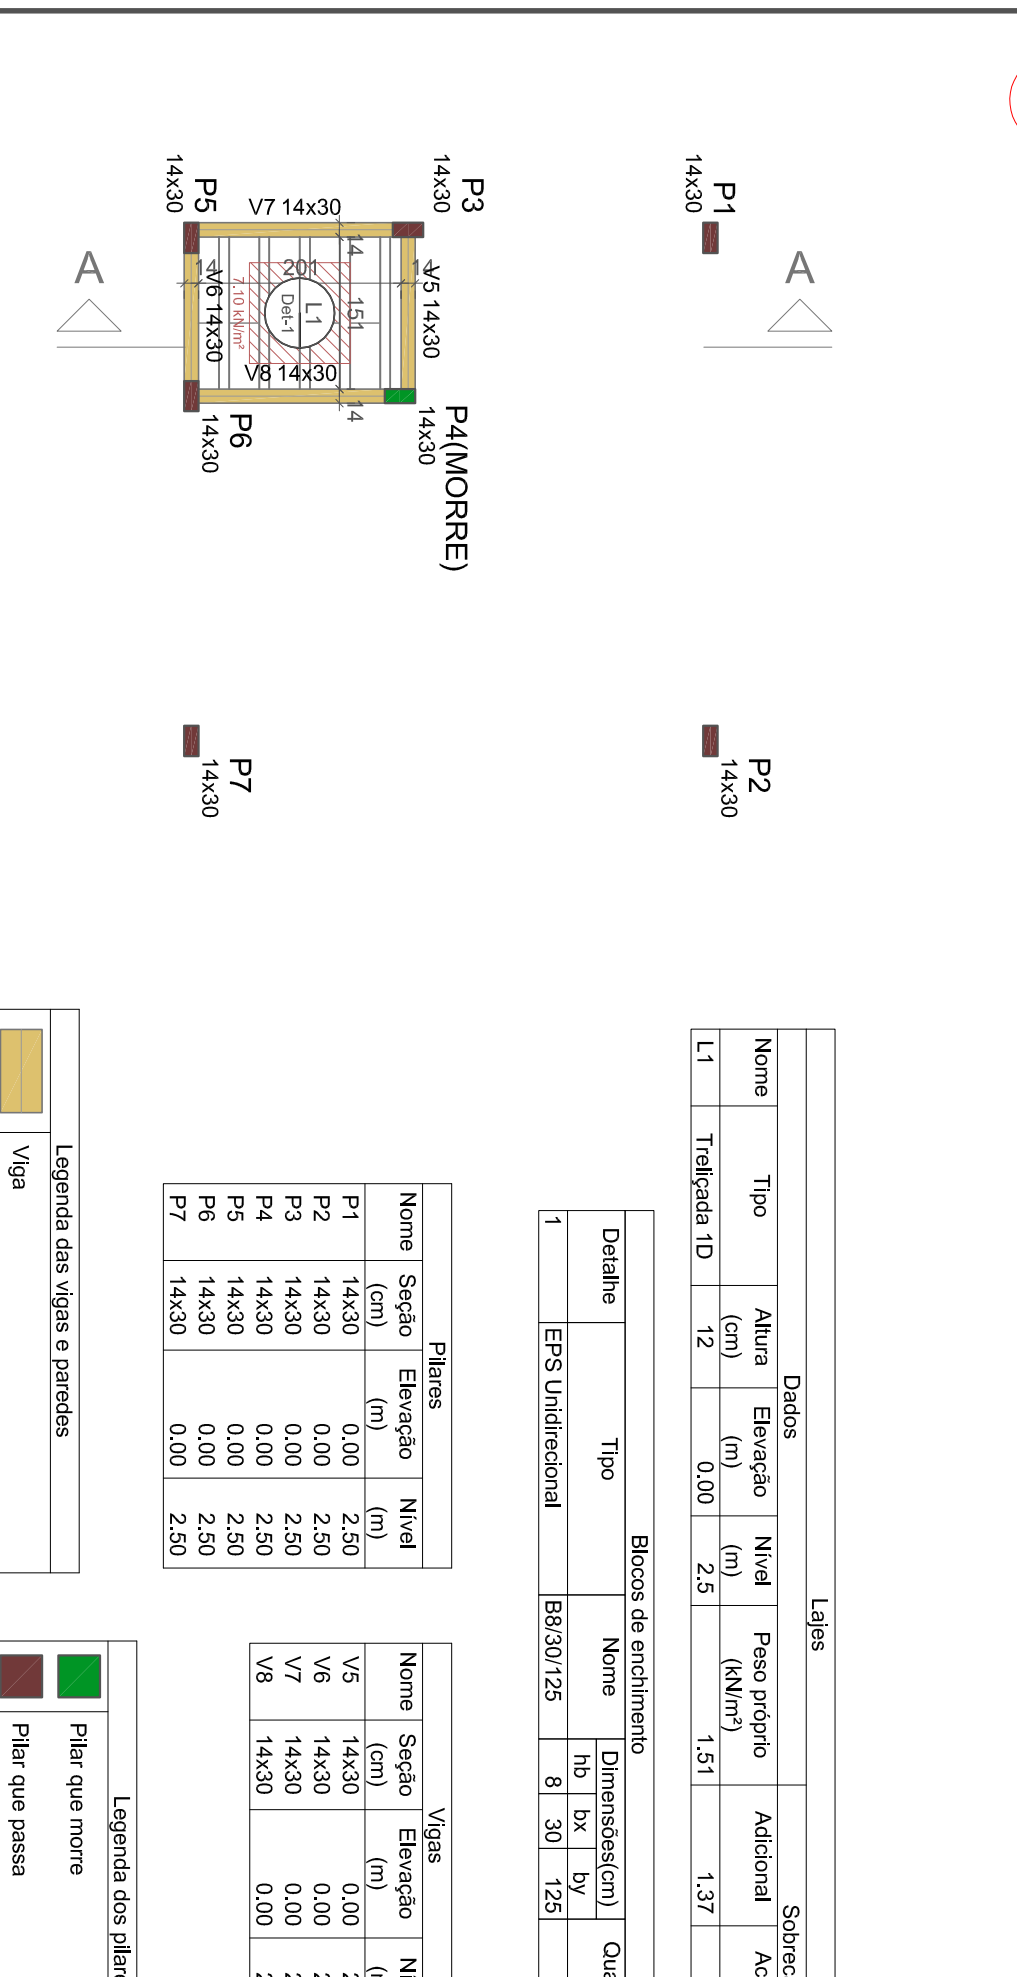 P1
14x30
P2
14x30
A
A
P3
14x30
P4(MORRE)
14x30
P5
14x30
P6
14x30
P7
14x30
V7 14x30
V5 14x30
V6 14x30
V8 14x30
14
14
14
14
201
151
L1
Det-1
7.10 kN/m²
Lajes
Dados
Nome Tipo Altura (cm) Elevação (m) Nível (m) Peso próprio (kN/m²) Adicional
L1 Treliçada 1D 12 0.00 2.5 1.51 1.37
Blocos de enchimento
Detalhe Tipo Nome Dimensões(cm)
hb bx by
1 EPS Unidirecional B8/30/125 8 30 125
Pilares
Nome Seção (cm) Elevação (m) Nível (m)
P1 14x30 0.00 2.50
P2 14x30 0.00 2.50
P3 14x30 0.00 2.50
P4 14x30 0.00 2.50
P5 14x30 0.00 2.50
P6 14x30 0.00 2.50
P7 14x30 0.00 2.50
Vigas
Nome Seção (cm) Elevação (m)
V5 14x30 0.00
V6 14x30 0.00
V7 14x30 0.00
V8 14x30 0.00
Legenda das vigas e paredes
Viga
Legenda dos
Pilar que morre
Pilar que passa